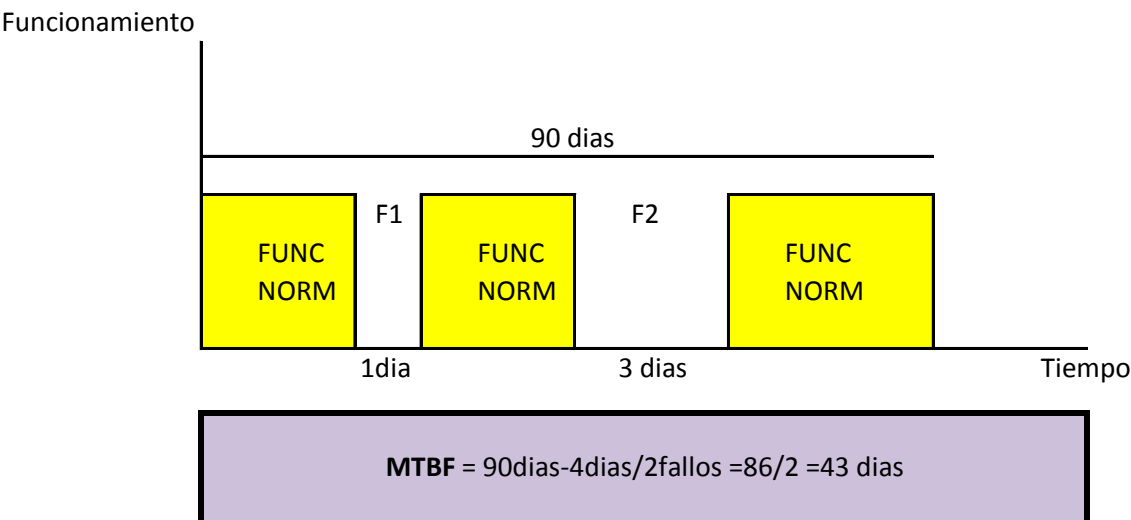 Funcionamiento
90 dias
F1
F2
FUNC
NORM
FUNC
NORM
FUNC
NORM
1dia
3 dias
Tiempo
MTBF = 90dias-4dias/2fallos =86/2 =43 dias